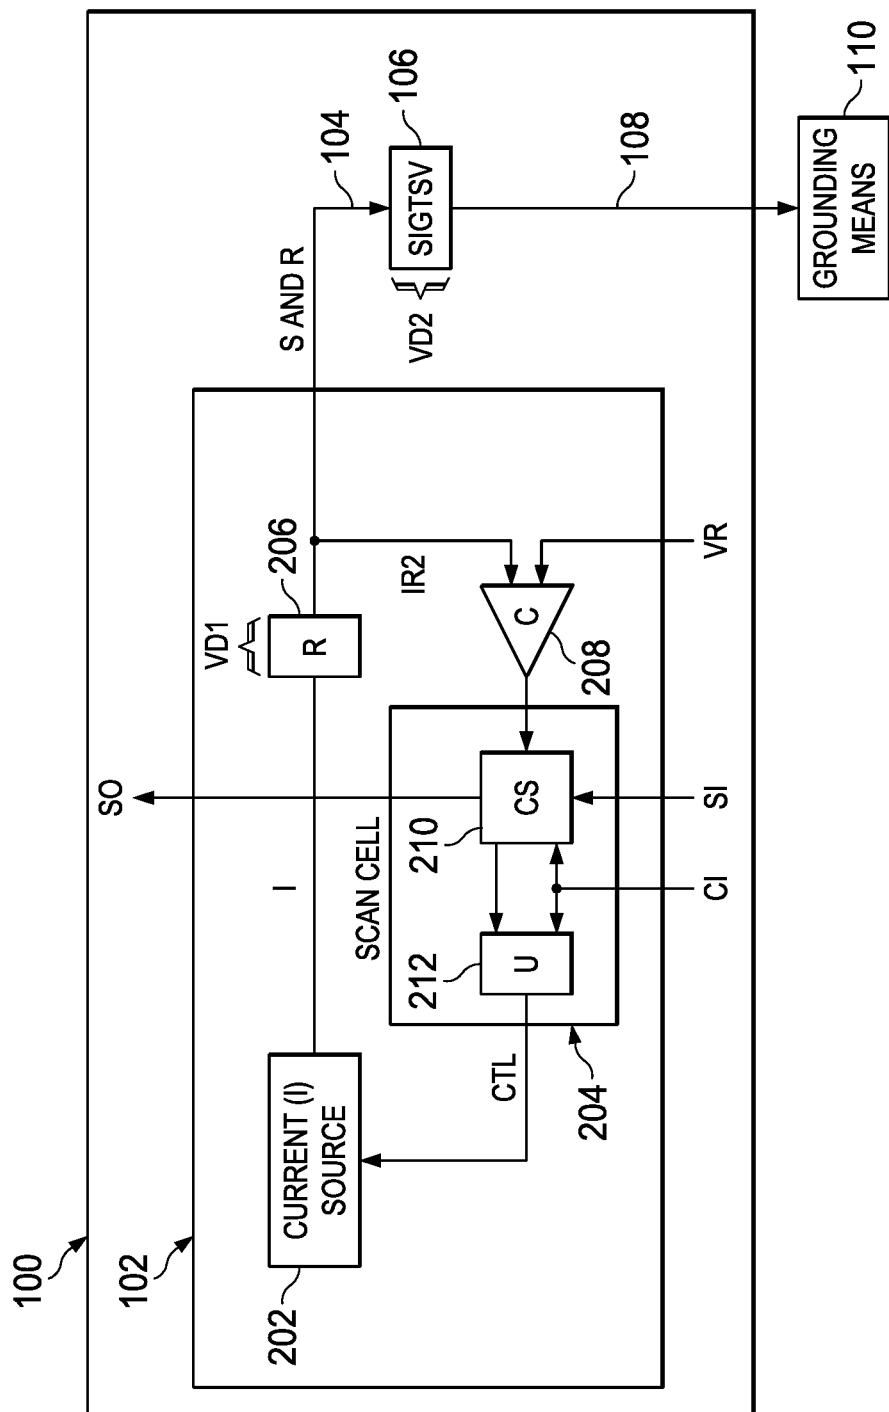 100
102
SO
VD1
206
S AND R
104
106
SIGTSV
VD2
108
110
GROUNDING
MEANS
202
CURRENT (I)
SOURCE
I
R
IR2
SCAN CELL
CTL
212
U
210
CS
C
208
204
CI
SI
VR